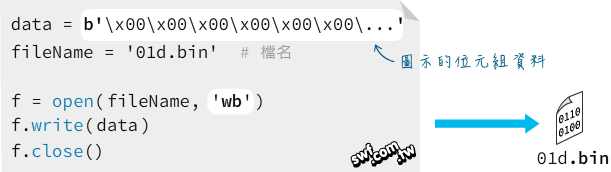 data = b'\x00\x00\x00\x00\x00\x00\...'
fileName = '01d.bin'  # 檔名
圖示的位元組資料
f = open(fileName, 'wb')
f.write(data)
f.close()
swf.com.tw
0110
0100
01d.bin